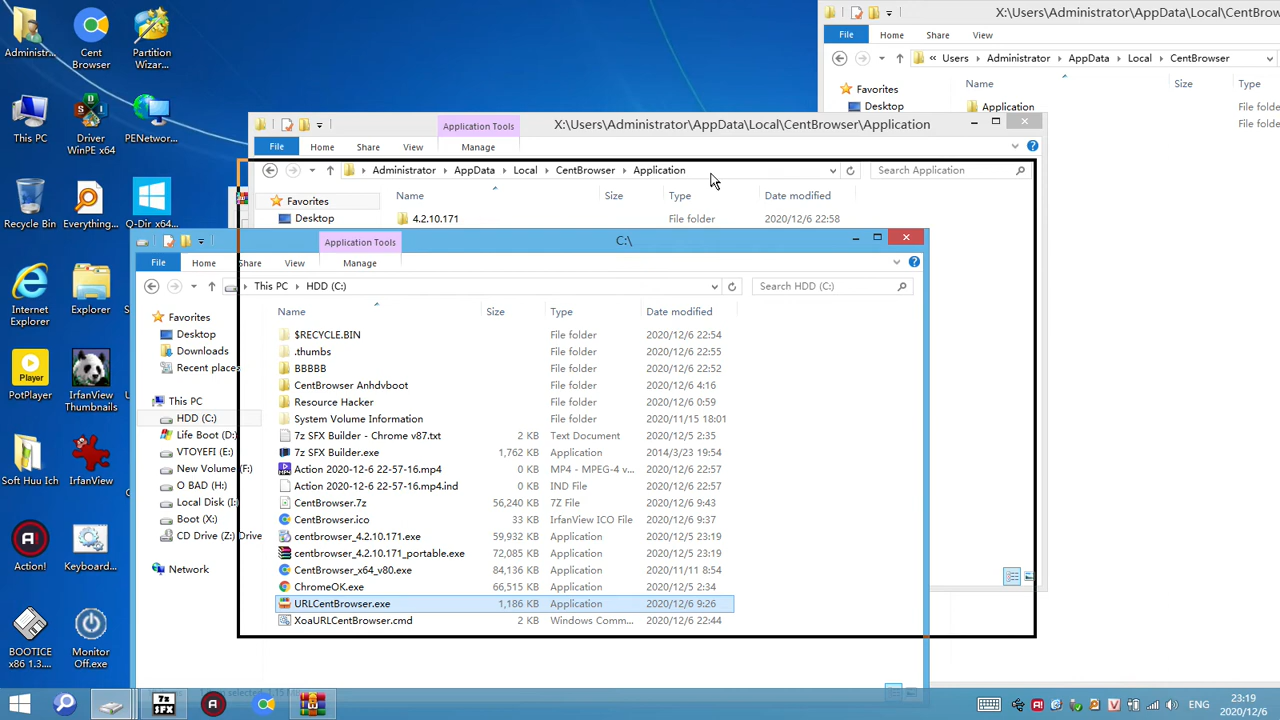 Administr...
Cent
Browser
Partition
Wizar...
This PC
Driver
WinPE x64
PENetwor...
Recycle Bin
Everything...
Q-Dir x64...
Internet
Explorer
Explorer
S
PotPlayer
IrfanView
Thumbnails
Soft Huu Ich
IrfanView
Action!
Keyboard...
BOOTICE
x86 1.3....
Monitor
Off.exe
X:\Users\Administrator\AppData\Local\CentBrow
File Home Share View
« Users Administrator AppData Local CentBrowser
Favorites
Desktop
Name Size Type
Application File folder
Application Tools X:\Users\Administrator\AppData\Local\CentBrowser\Application
File Home Share View Manage
Administrator AppData Local CentBrowser Application Search Application
Favorites
Desktop
Name Size Type Date modified
4.2.10.171 File folder 2020/12/6 22:58
Application Tools C:\
File Home Share View Manage
This PC HDD (C:) Search HDD (C:)
Favorites
Desktop
Downloads
Recent places
This PC
HDD (C:)
Life Boot (D:)
VTOYEFI (E:)
New Volume (F:)
O BAD (H:)
Local Disk (I:)
Boot (X:)
CD Drive (Z:) Drive
Network
Name Size Type Date modified
$RECYCLE.BIN File folder 2020/12/6 22:54
.thumbs File folder 2020/12/6 22:55
BBBBB File folder 2020/12/6 22:52
CentBrowser Anhdvboot File folder 2020/12/6 4:16
Resource Hacker File folder 2020/12/6 0:59
System Volume Information File folder 2020/11/15 18:01
7z SFX Builder - Chrome v87.txt 2 KB Text Document 2020/12/5 2:35
7z SFX Builder.exe 1,762 KB Application 2014/3/23 19:54
Action 2020-12-6 22-57-16.mp4 0 KB MP4 - MPEG-4 v... 2020/12/6 22:57
Action 2020-12-6 22-57-16.mp4.ind 0 KB IND File 2020/12/6 22:57
CentBrowser.7z 56,240 KB 7Z File 2020/12/6 9:43
CentBrowser.ico 33 KB IrfanView ICO File 2020/12/6 9:37
centbrowser_4.2.10.171.exe 59,932 KB Application 2020/12/5 23:19
centbrowser_4.2.10.171_portable.exe 72,085 KB Application 2020/12/5 23:19
CentBrowser_x64_v80.exe 84,136 KB Application 2020/11/11 8:54
ChromeOK.exe 66,515 KB Application 2020/12/5 2:34
URLCentBrowser.exe 1,186 KB Application 2020/12/6 9:26
XoaURLCentBrowser.cmd 2 KB Windows Comm... 2020/12/6 22:44
7z
SFX
ENG
23:19
2020/12/6